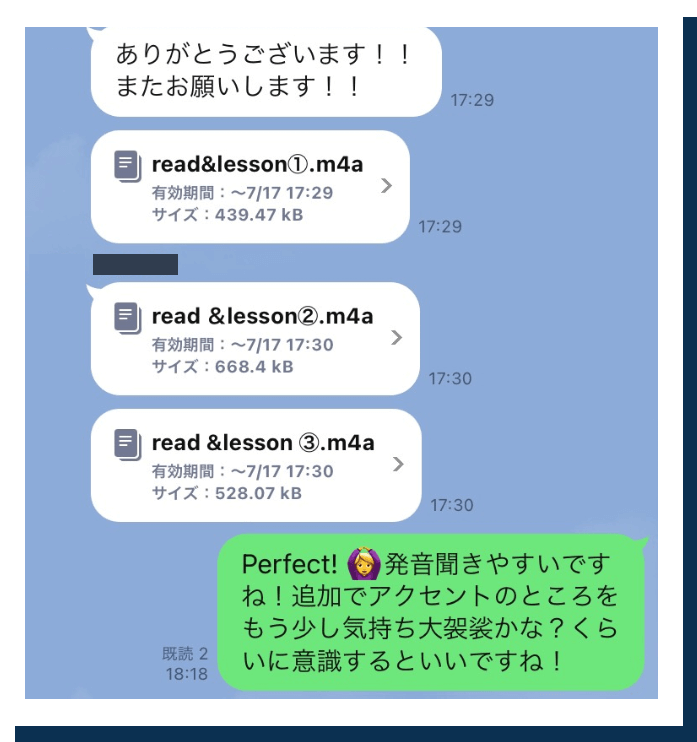 ありがとうございます！！
またお願いします！！
17:29
read&lesson①.m4a
有効期間：～7/17 17:29
サイズ：439.47 kB
17:29
read &lesson②.m4a
有効期間：～7/17 17:30
サイズ：668.4 kB
17:30
read &lesson ③.m4a
有効期間：～7/17 17:30
サイズ：528.07 kB
17:30
Perfect! 🙆‍♀️発音聞きやすいです
ね！追加でアクセントのところを
もう少し気持ち大袈裟かな？くら
いに意識するといいですね！
既読 2
18:18